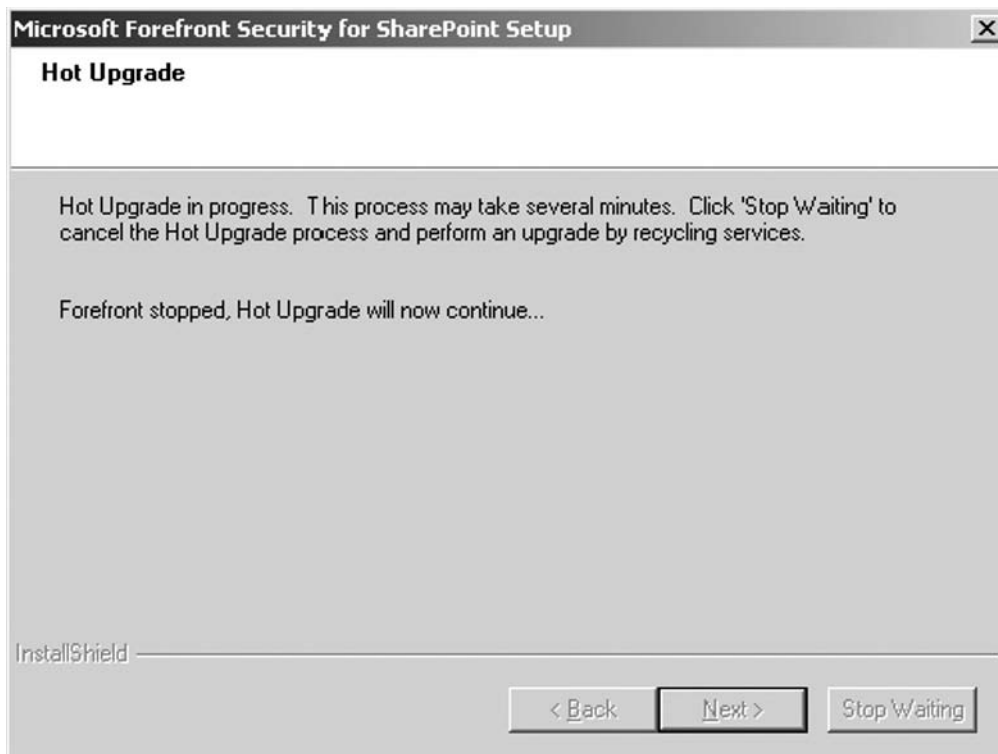 Microsoft Forefront Security for SharePoint Setup
Hot Upgrade
Hot Upgrade in progress. This process may take several minutes. Click 'Stop Waiting' to
cancel the Hot Upgrade process and perform an upgrade by recycling services.
Forefront stopped, Hot Upgrade will now continue...
InstallShield
< Back
Next >
Stop Waiting